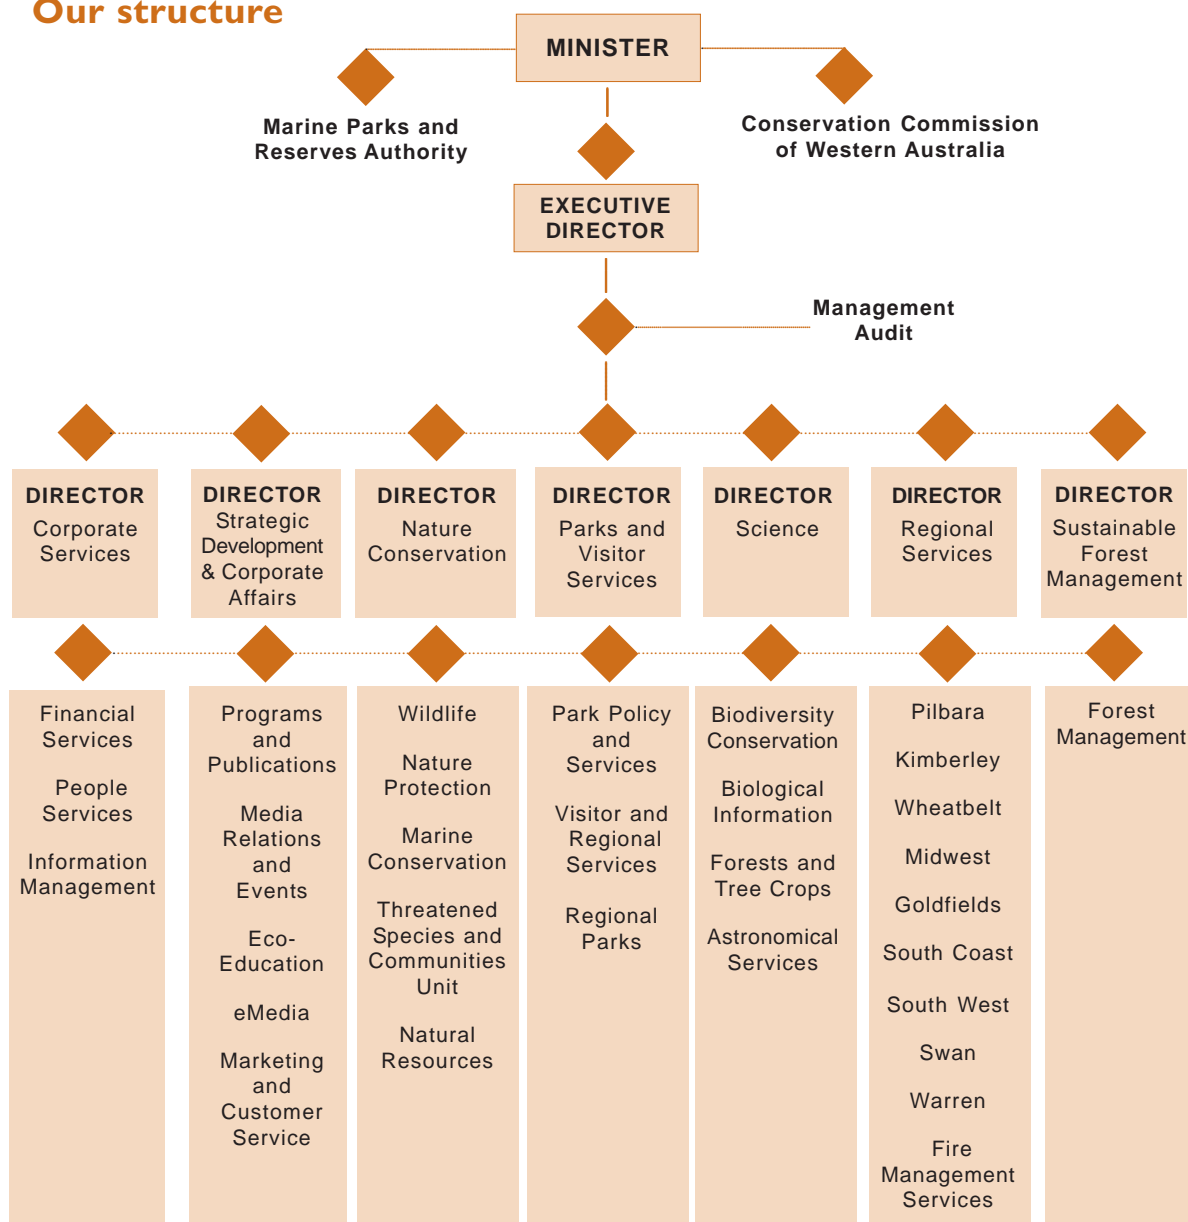 Our structure
MINISTER
Marine Parks and
Reserves Authority
Conservation Commission
of Western Australia
EXECUTIVE
DIRECTOR
Management
Audit
DIRECTOR
Corporate
Services
DIRECTOR
Strategic
Development
& Corporate
Affairs
DIRECTOR
Nature
Conservation
DIRECTOR
Parks and
Visitor
Services
DIRECTOR
Science
DIRECTOR
Regional
Services
DIRECTOR
Sustainable
Forest
Management
Financial
Services
People
Services
Information
Management
Programs
and
Publications
Media
Relations
and
Events
Eco-
Education
eMedia
Marketing
and
Customer
Service
Wildlife
Nature
Protection
Marine
Conservation
Threatened
Species and
Communities
Unit
Natural
Resources
Park Policy
and
Services
Visitor and
Regional
Services
Regional
Parks
Biodiversity
Conservation
Biological
Information
Forests and
Tree Crops
Astronomical
Services
Pilbara
Kimberley
Wheatbelt
Midwest
Goldfields
South Coast
South West
Swan
Warren
Fire
Management
Services
Forest
Management